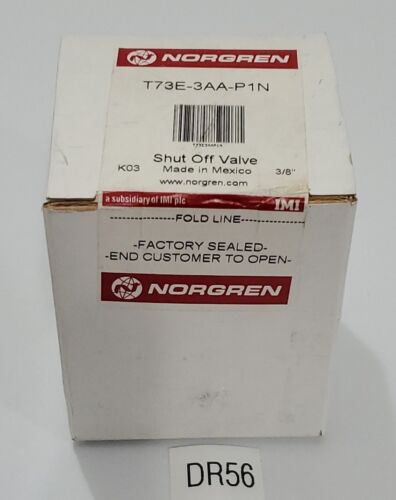 NORGREN
T73E-3AA-P1N
Shut Off Valve
K03 Made in Mexico 3/8"
www.norgren.com
a subsidiary of IMI plc IMI
FOLD LINE
-FACTORY SEALED-
-END CUSTOMER TO OPEN-
NORGREN
DR56